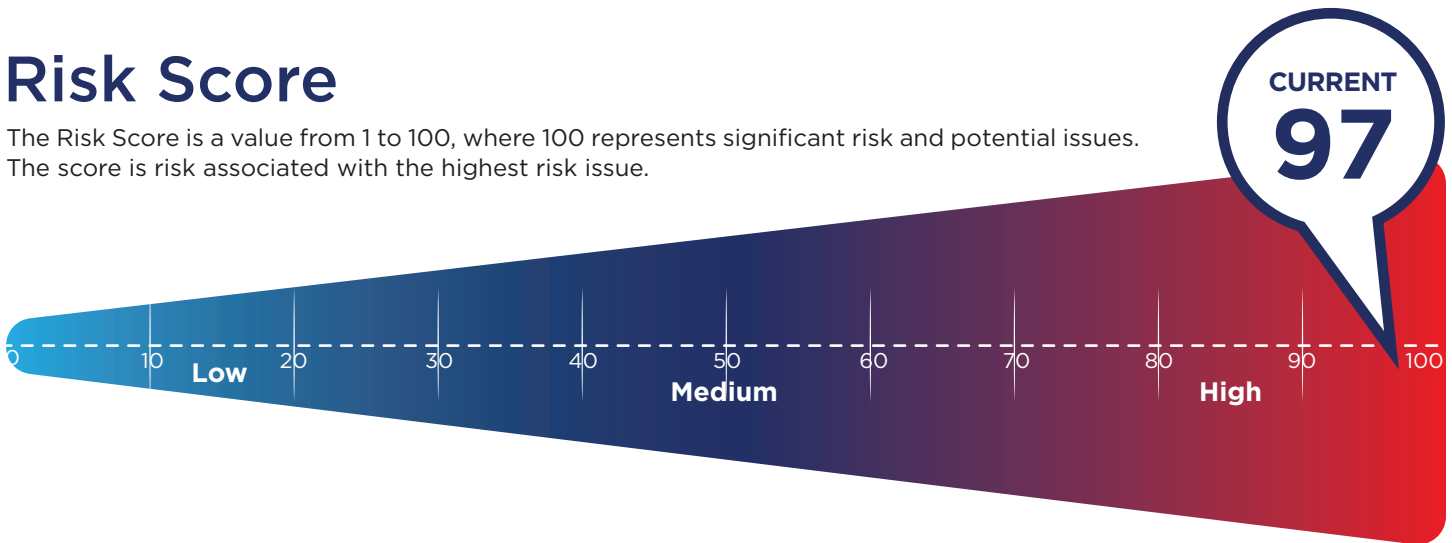 Risk Score
The Risk Score is a value from 1 to 100, where 100 represents significant risk and potential issues.
The score is risk associated with the highest risk issue.
CURRENT
97
0 10 20 30 40 50 60 70 80 90 100
Low Medium High